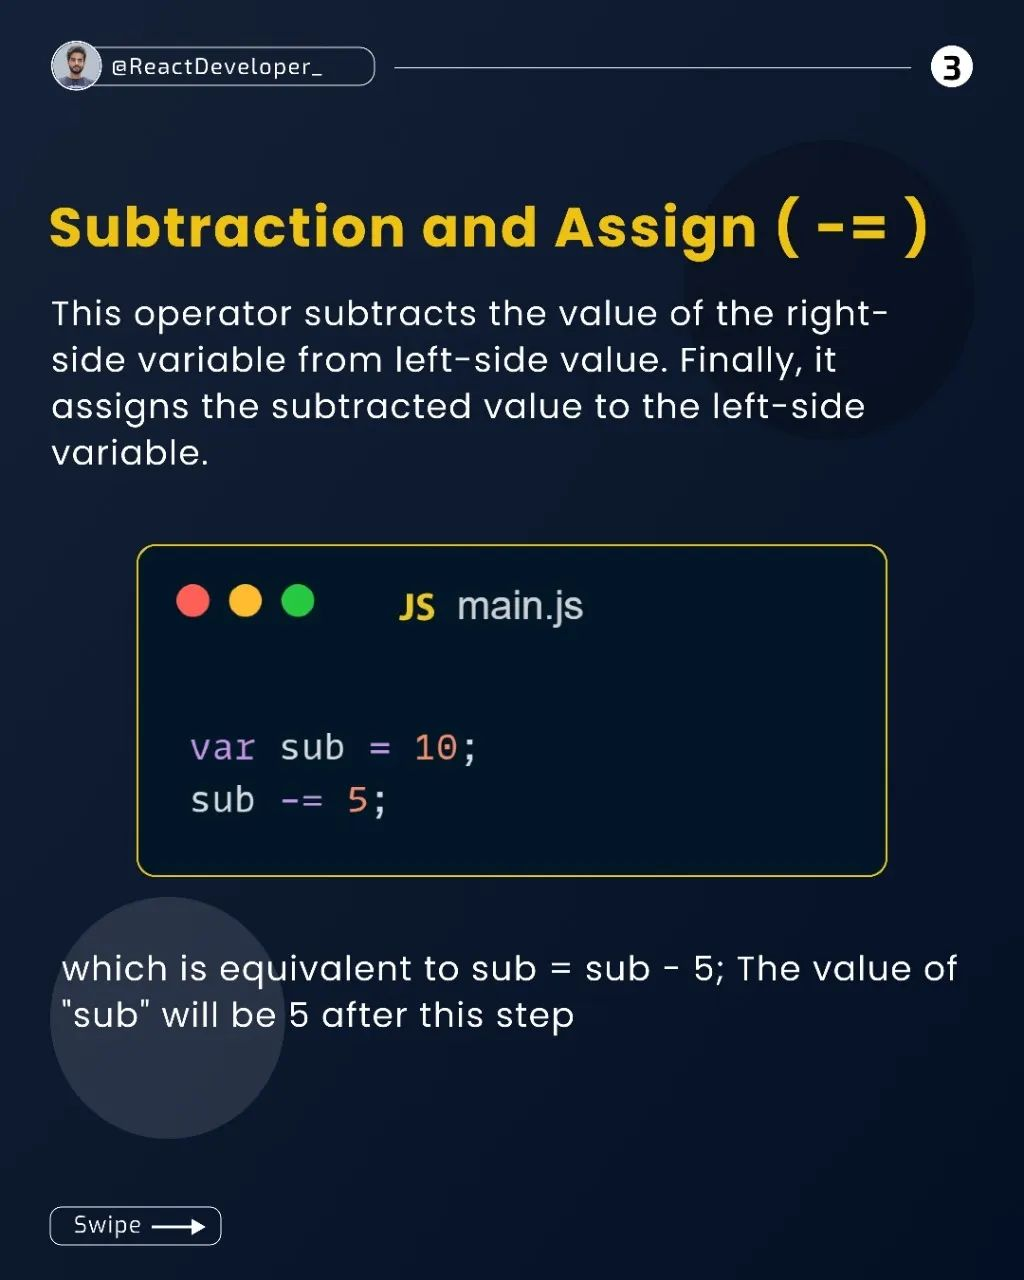 @ReactDeveloper_
3
Subtraction and Assign ( -= )
This operator subtracts the value of the right-
side variable from left-side value. Finally, it
assigns the subtracted value to the left-side
variable.
JS main.js
var sub = 10;
sub -= 5;
which is equivalent to sub = sub - 5; The value of
"sub" will be 5 after this step
Swipe